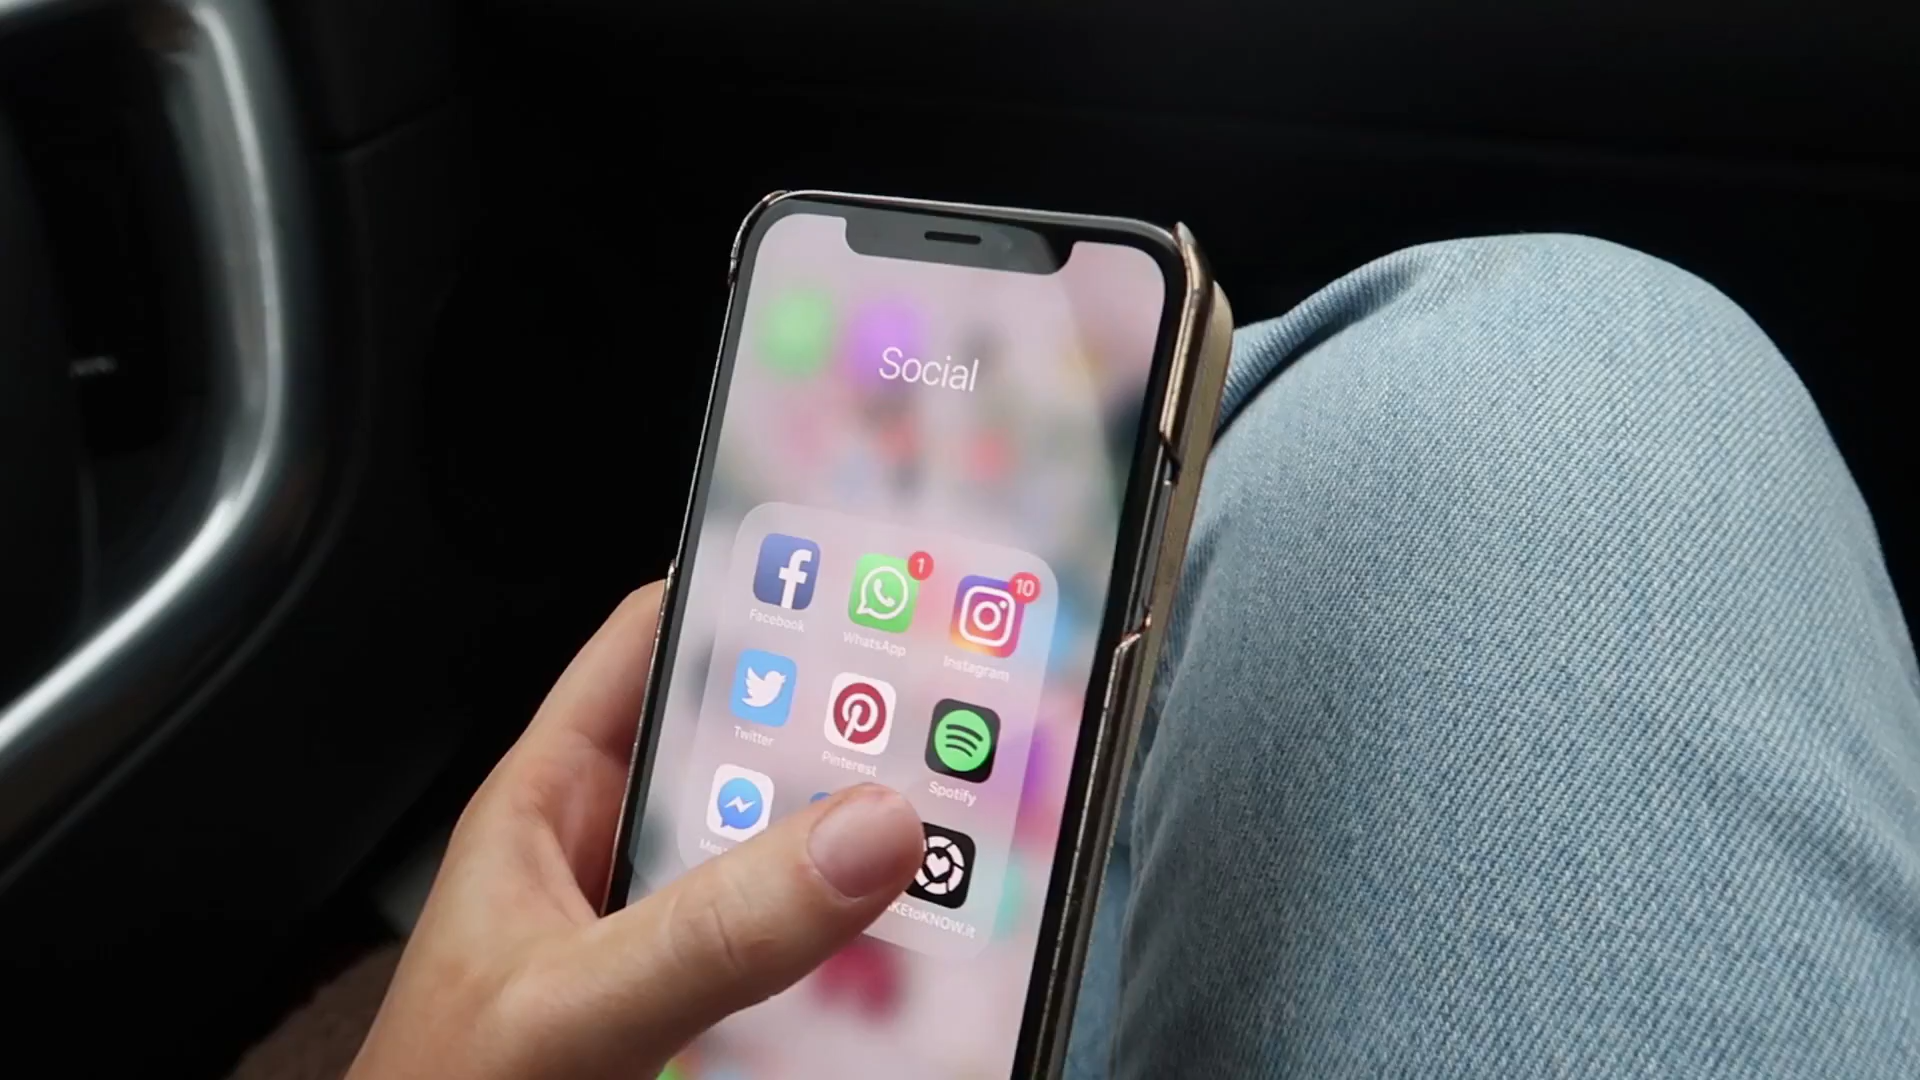 Social
1
10
Facebook
WhatsApp
Instagram
Twitter
Pinterest
Spotify